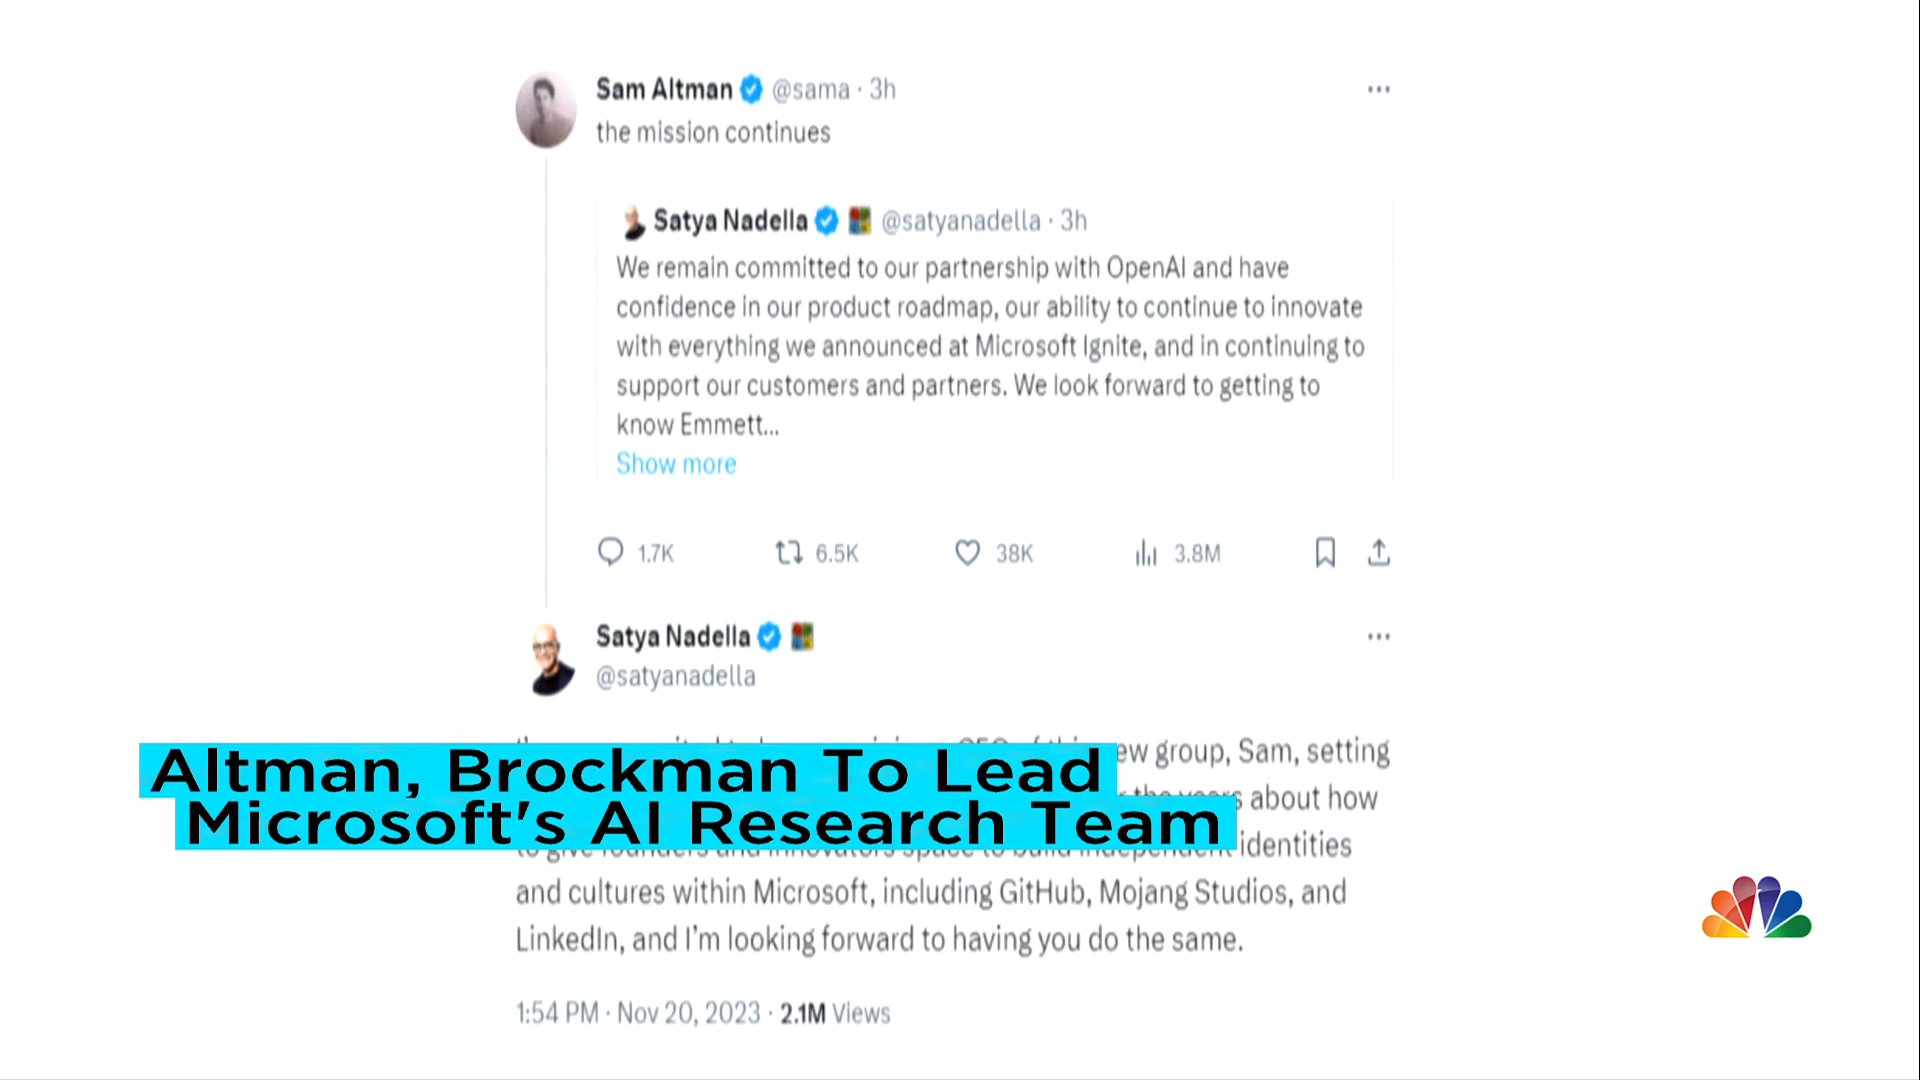 Sam Altman @sama · 3h
the mission continues
Satya Nadella @satyanadella · 3h
We remain committed to our partnership with OpenAI and have
confidence in our product roadmap, our ability to continue to innovate
with everything we announced at Microsoft Ignite, and in continuing to
support our customers and partners. We look forward to getting to
know Emmett...
Show more
1.7K 6.5K 38K 3.8M
Satya Nadella
@satyanadella
group, Sam, setting
Altman, Brockman To Lead
about how
Microsoft's AI Research Team
identities
and cultures within Microsoft, including GitHub, Mojang Studios, and
LinkedIn, and I'm looking forward to having you do the same.
1:54 PM · Nov 20, 2023 · 2.1M Views